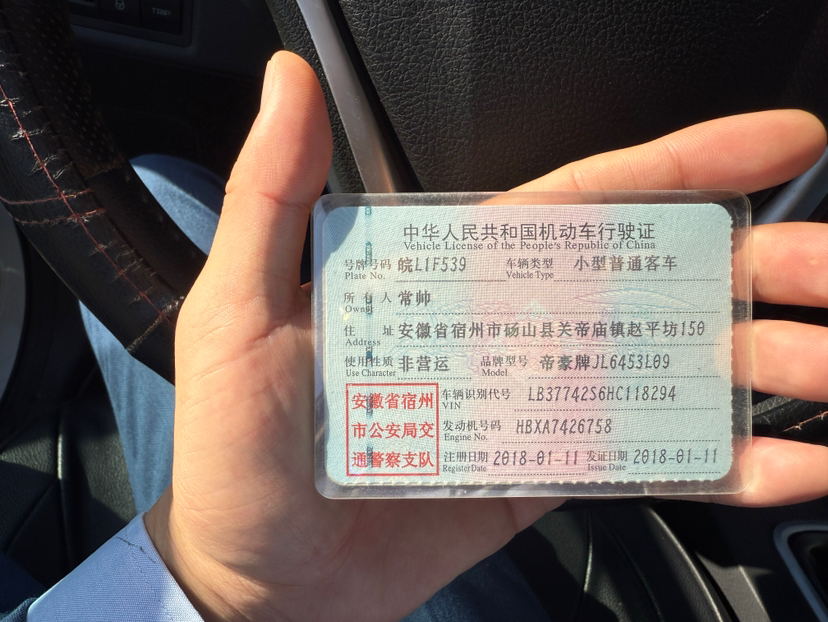 TRIP
中华人民共和国机动车行驶证
Vehicle License of the People's Republic of China
号牌号码 皖L1F539 车辆类型 小型普通客车
Plate No. Vehicle Type
所有人 常帅
Owner
住址 安徽省宿州市砀山县关帝庙镇赵平坊150
Address
使用性质 非营运 品牌型号 帝豪牌JL6453L09
Use Character Model
安徽省宿州
市公安局交
通警察支队
车辆识别代号 LB37742S6HC118294
VIN
发动机号码 HBXA7426758
Engine No.
注册日期 2018-01-11 发证日期 2018-01-11
Register Date Issue Date